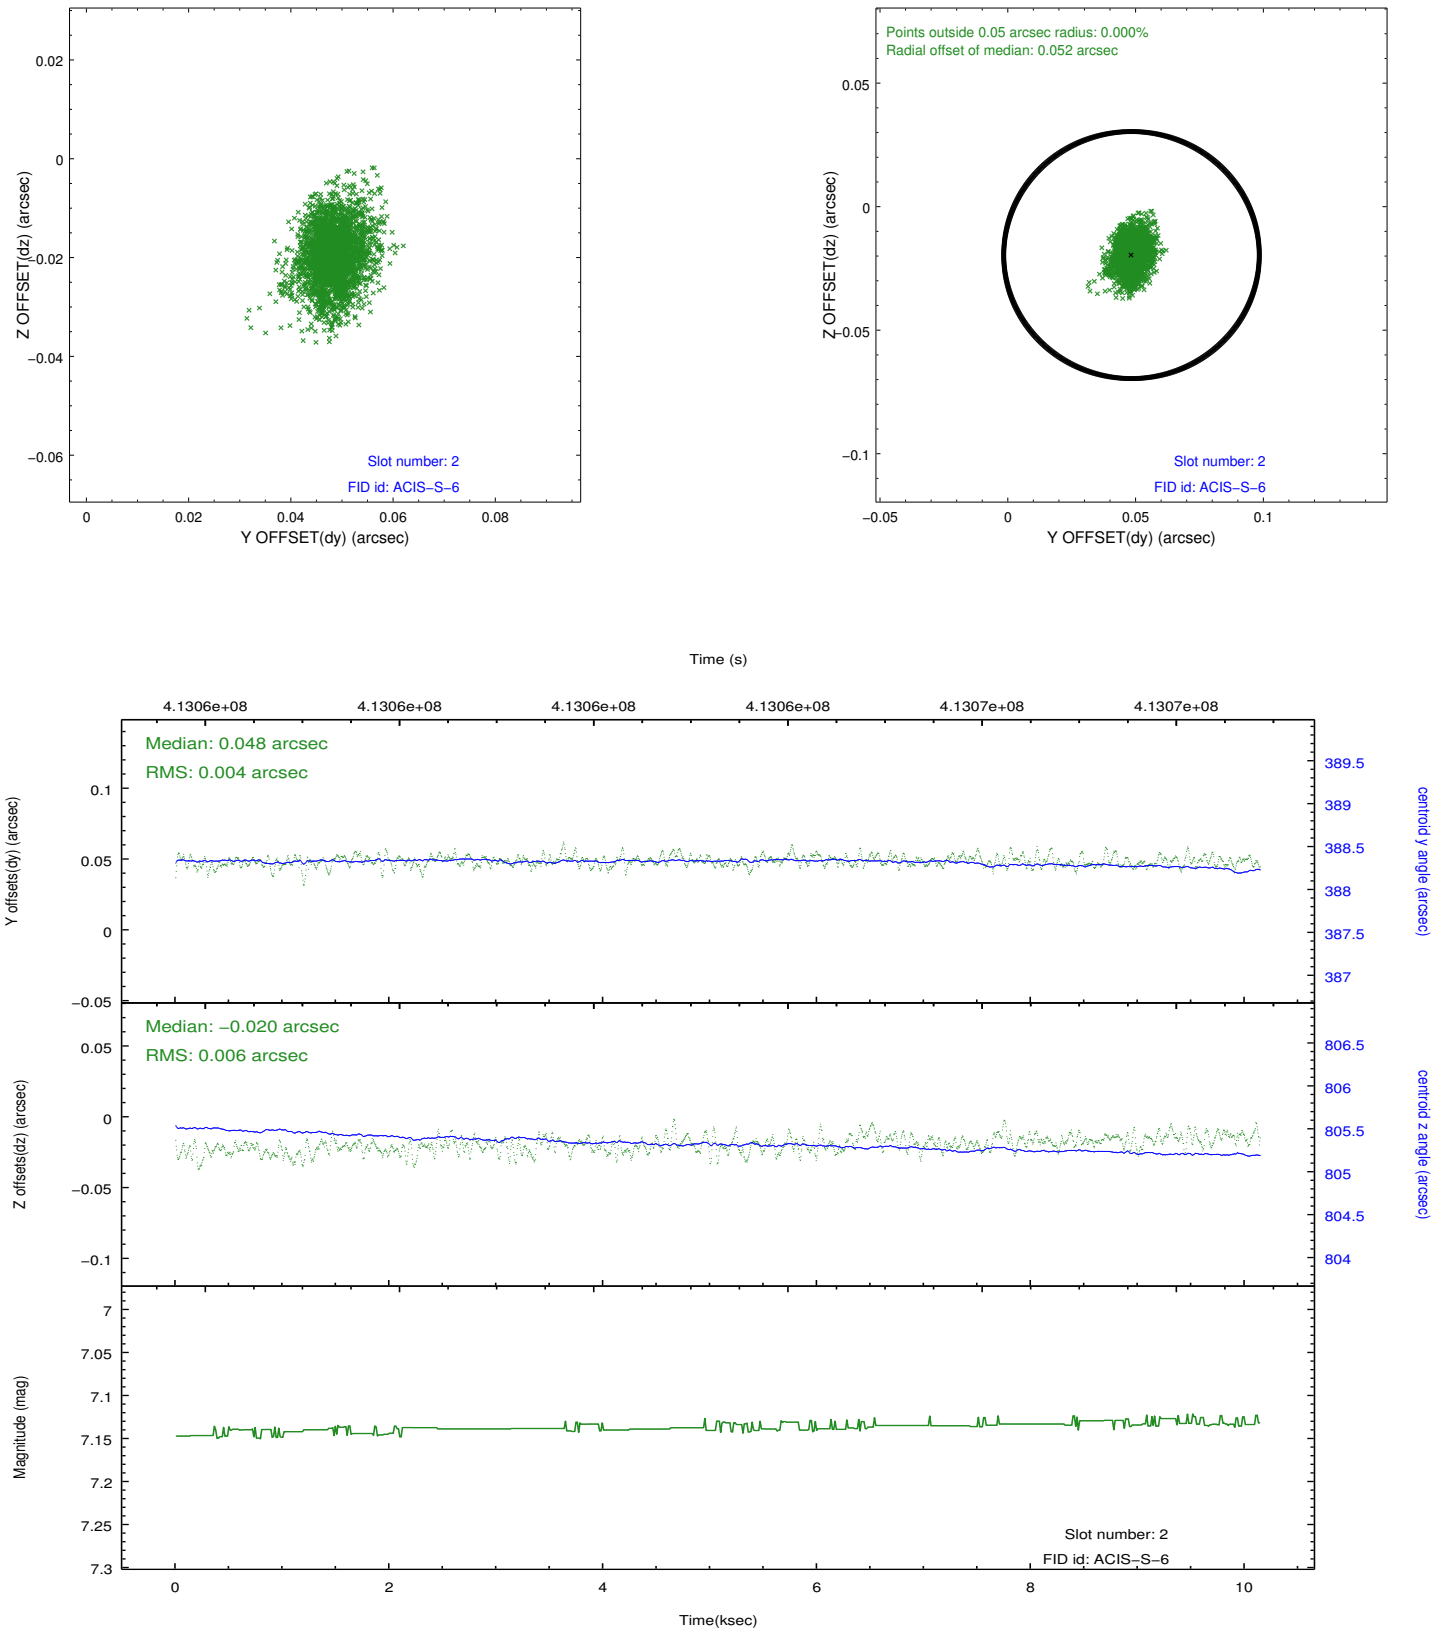 0.02
0
−0.02
−0.04
−0.06
Z OFFSET(dz) (arcsec)
Slot number: 2
FID id: ACIS−S−6
0 0.02 0.04 0.06 0.08
Y OFFSET(dy) (arcsec)
Points outside 0.05 arcsec radius: 0.000%
Radial offset of median: 0.052 arcsec
0.05
0
−0.05
−0.1
Z OFFSET(dz) (arcsec)
Slot number: 2
FID id: ACIS−S−6
−0.05 0 0.05 0.1
Y OFFSET(dy) (arcsec)
Time (s)
4.1306e+08 4.1306e+08 4.1306e+08 4.1306e+08 4.1307e+08 4.1307e+08
Median: 0.048 arcsec
RMS: 0.004 arcsec
0.1
0.05
0
−0.05
Y offsets(dy) (arcsec)
389.5
389
388.5
388
387.5
387
centroid y angle (arcsec)
Median: −0.020 arcsec
RMS: 0.006 arcsec
0.05
0
−0.05
−0.1
Z offsets(dz) (arcsec)
806.5
806
805.5
805
804.5
804
centroid z angle (arcsec)
7
7.05
7.1
7.15
7.2
7.25
7.3
Magnitude (mag)
Slot number: 2
FID id: ACIS−S−6
0 2 4 6 8 10
Time(ksec)